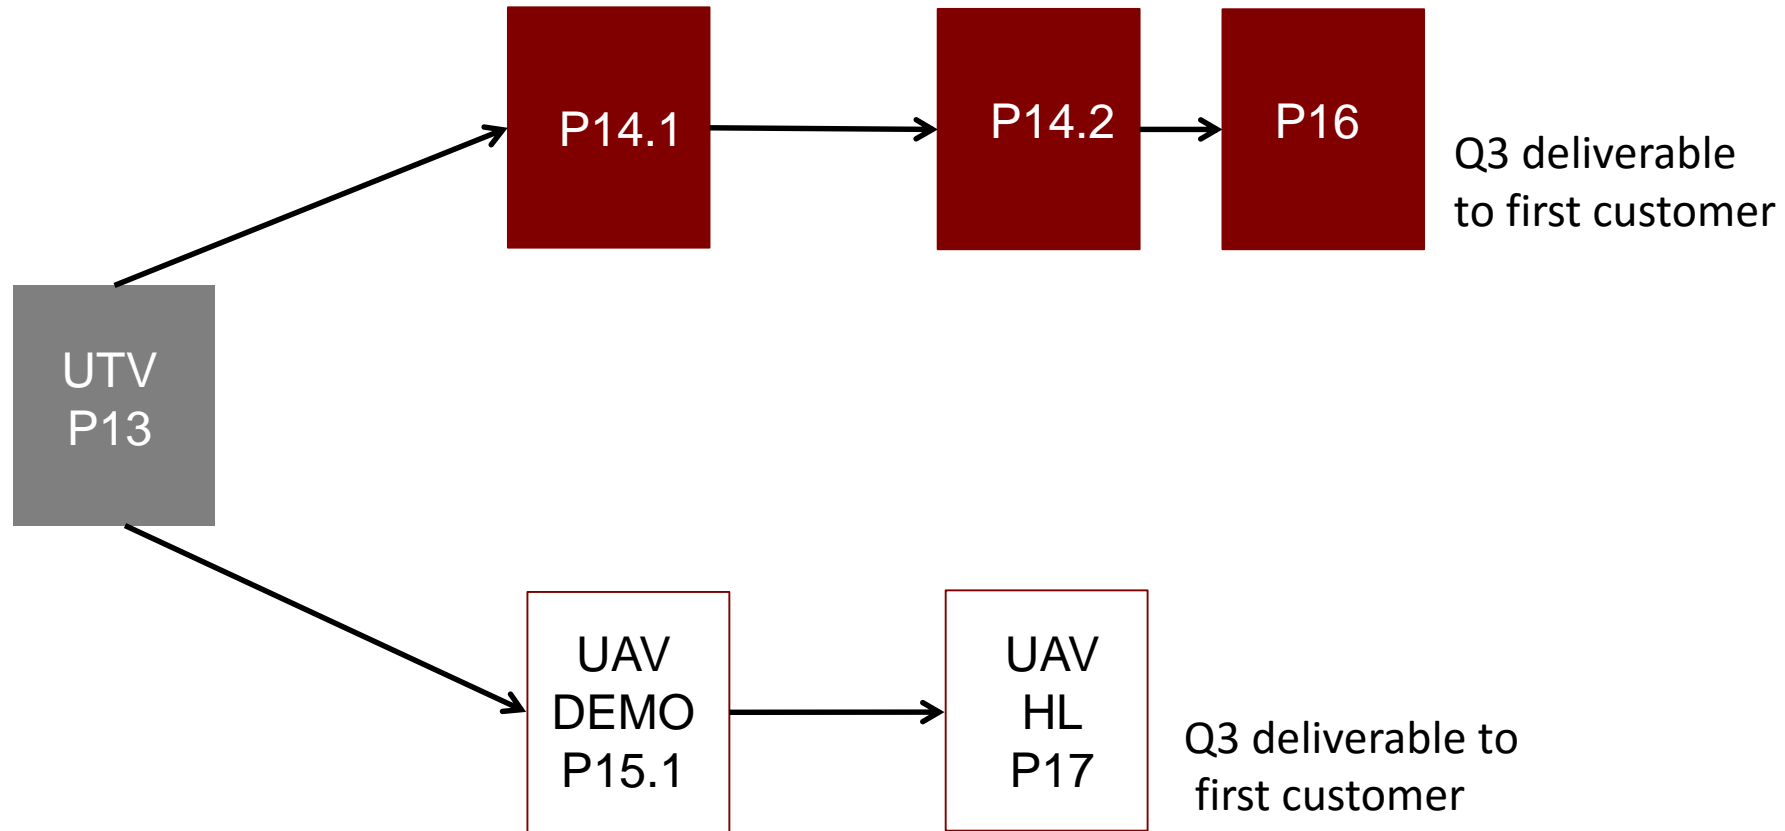 P14.1
P14.2
P16
Q3 deliverable
to first customer
UTV
P13
UAV
DEMO
P15.1
UAV
HL
P17
Q3 deliverable to
first customer